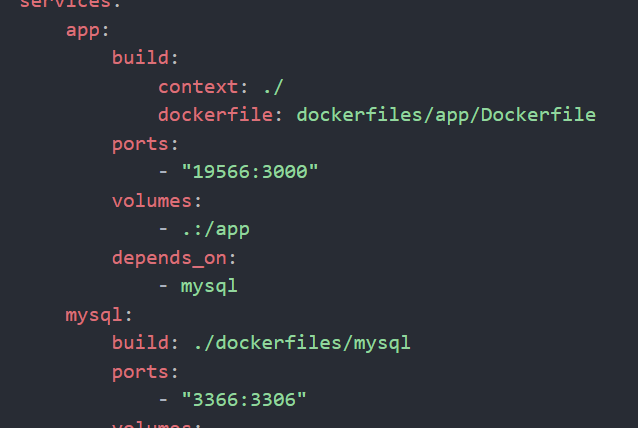 services:
app:
build:
context: ./
dockerfile: dockerfiles/app/Dockerfile
ports:
- "19566:3000"
volumes:
- .:/app
depends_on:
- mysql
mysql:
build: ./dockerfiles/mysql
ports:
- "3366:3306"
volumes: